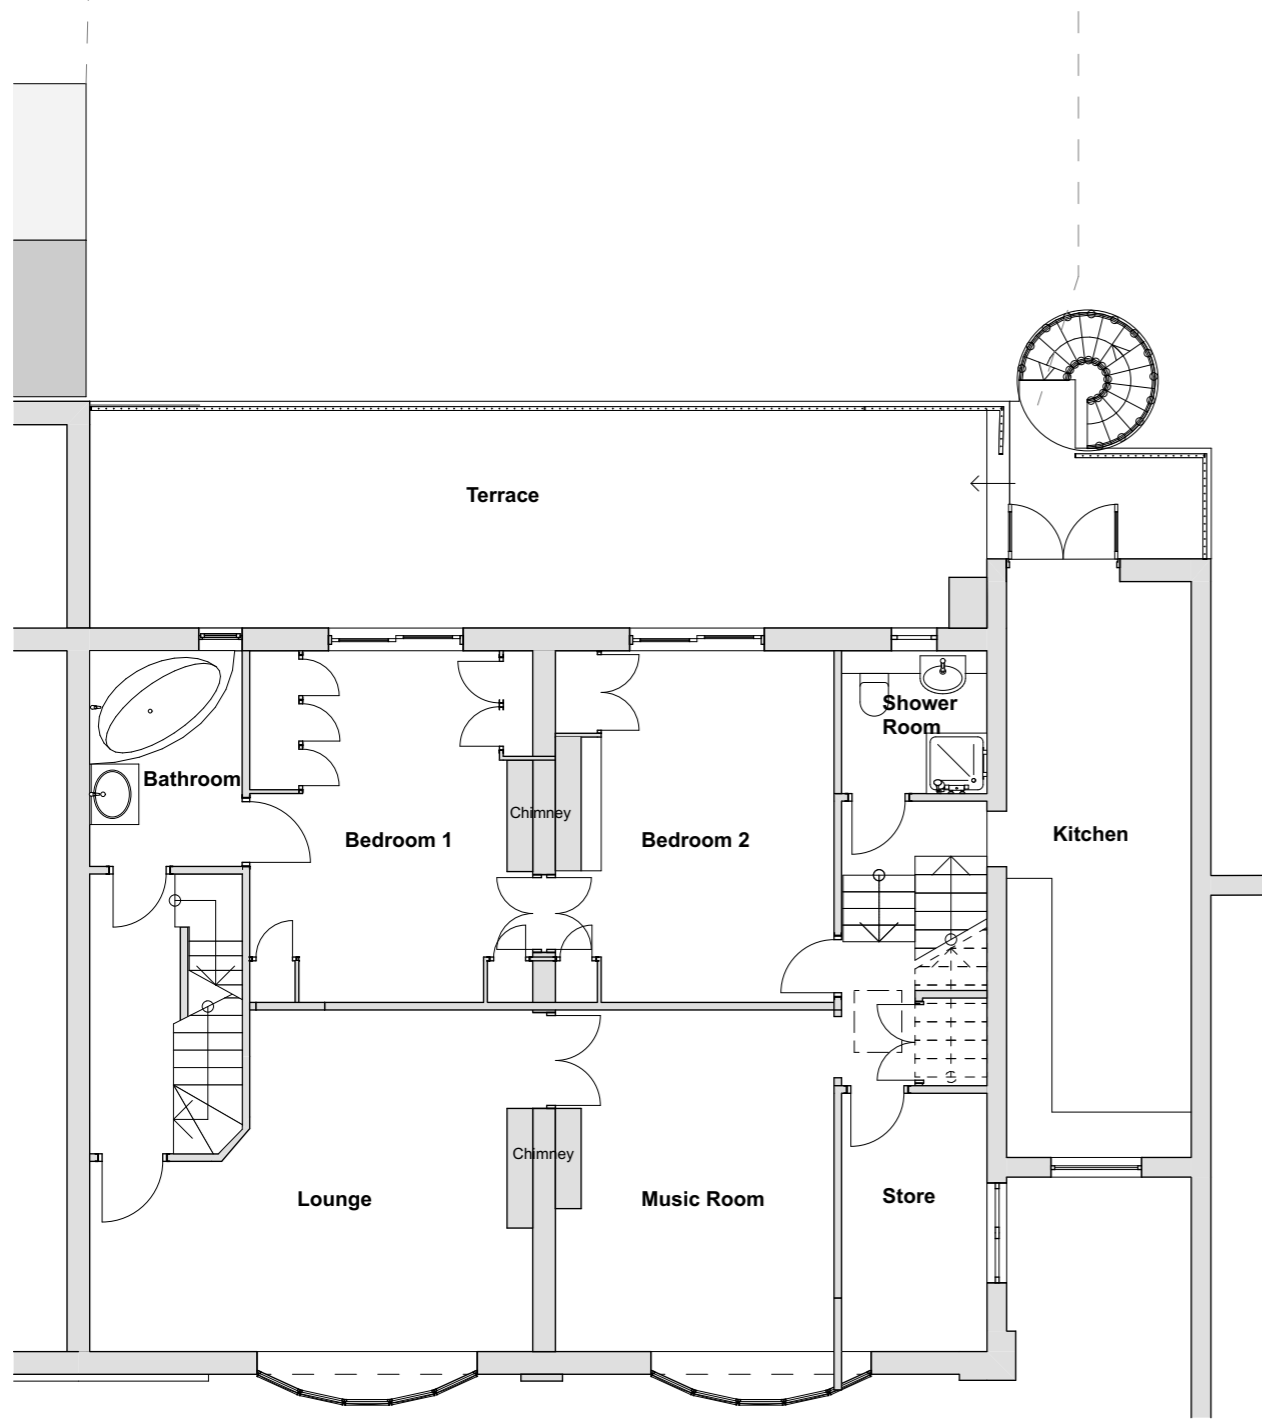 Terrace
Shower
Room
Bathroom
Chimney
Bedroom 1
Bedroom 2
Kitchen
Chimney
Lounge
Music Room
Store